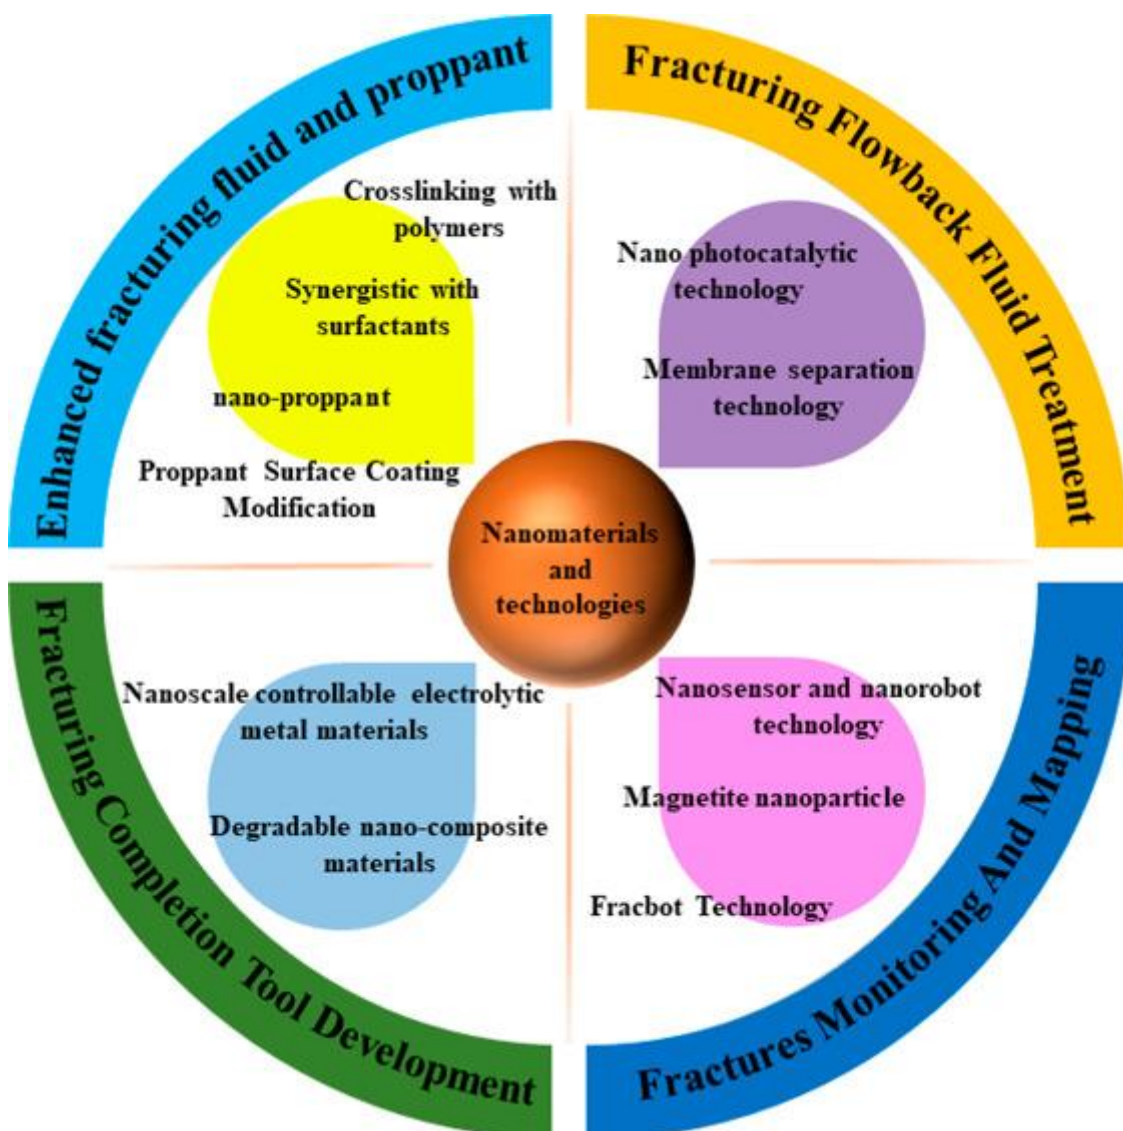 Enhanced fracturing fluid and proppant
Crosslinking with
polymers
Synergistic with
surfactants
nano-proppant
Proppant Surface Coating
Modification
Fracturing Flowback Fluid Treatment
Nano photocatalytic
technology
Membrane separation
technology
Nanomaterials
and
technologies
Fracturing Completion Tool Development
Nanoscale controllable electrolytic
metal materials
Degradable nano-composite
materials
Fractures Monitoring And Mapping
Nanosensor and nanorobot
technology
Magnetite nanoparticle
Fracbot Technology